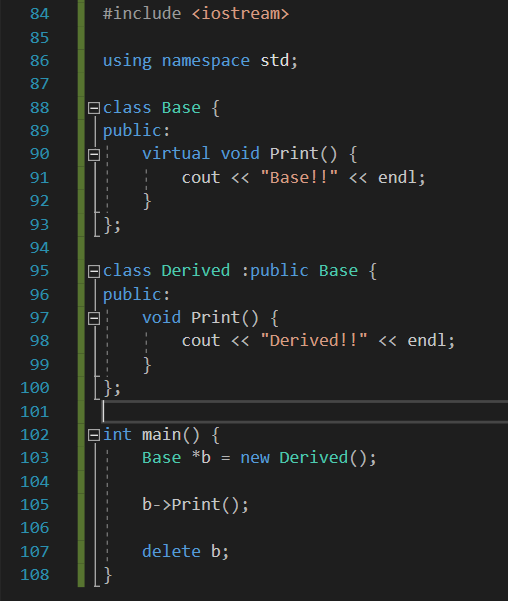 84 #include <iostream>
85
86 using namespace std;
87
88 class Base {
89 public:
90     virtual void Print() {
91         cout << "Base!!" << endl;
92     }
93 };
94
95 class Derived :public Base {
96 public:
97     void Print() {
98         cout << "Derived!!" << endl;
99     }
100 };
101
102 int main() {
103     Base *b = new Derived();
104
105     b->Print();
106
107     delete b;
108 }